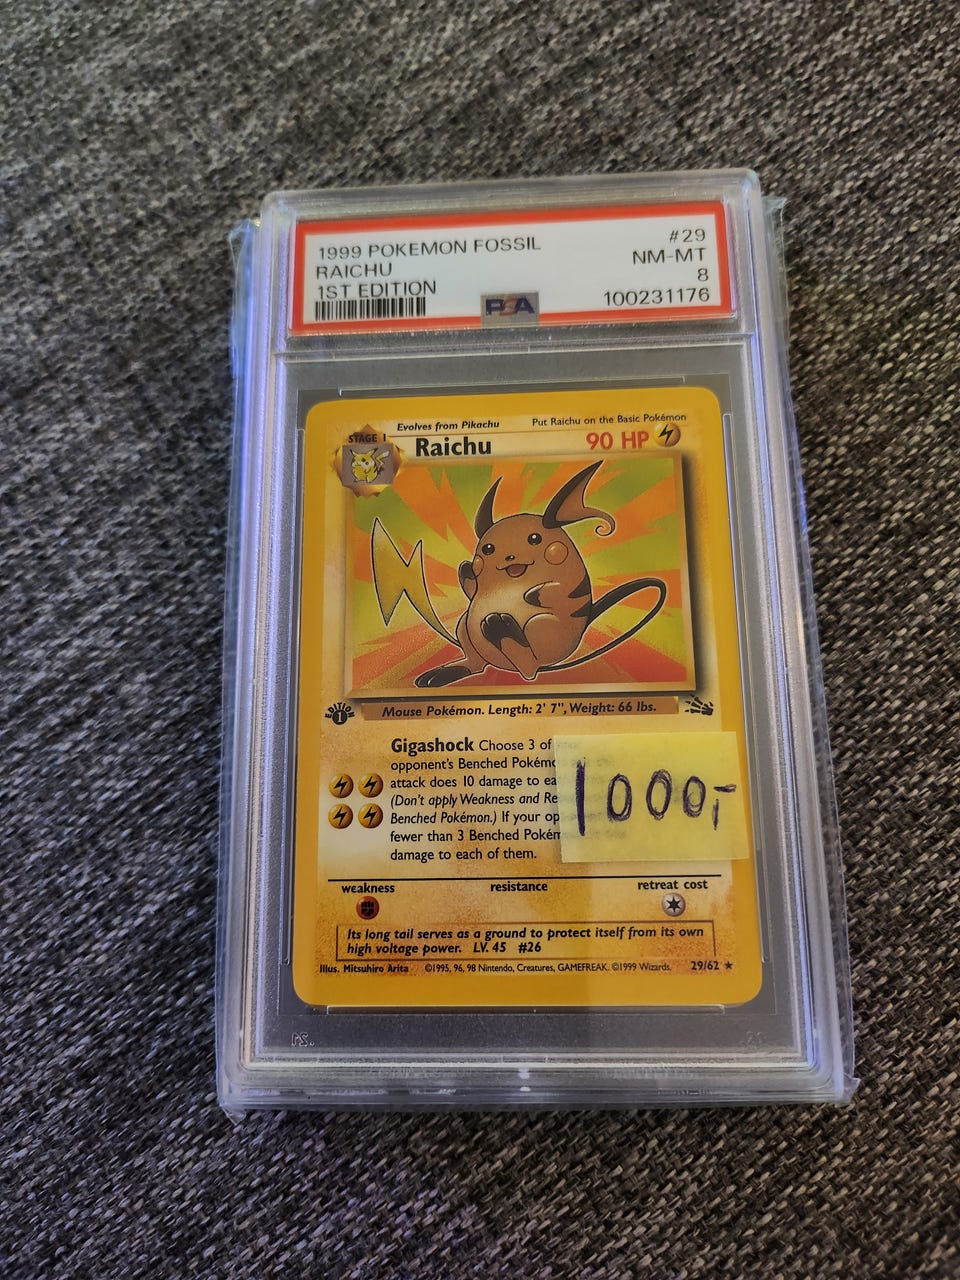 1999 POKEMON FOSSIL
RAICHU
1ST EDITION
#29
NM-MT
8
100231176
PSA
Evolves from Pikachu
Put Raichu on the Basic Pokémon
STAGE 1
Raichu
90 HP
EDITION
1
Mouse Pokémon. Length: 2' 7", Weight: 66 lbs.
Gigashock Choose 3 of
opponent's Benched Pokémo
attack does 10 damage to ea
(Don't apply Weakness and Re
Benched Pokémon.) If your op
fewer than 3 Benched Pokém
damage to each of them.
1000,-
weakness
resistance
retreat cost
Its long tail serves as a ground to protect itself from its own
high voltage power. LV. 45 #26
Illus. Mitsuhiro Arita
©1995, 96, 98 Nintendo, Creatures, GAMEFREAK. ©1999 Wizards.
29/62 ★